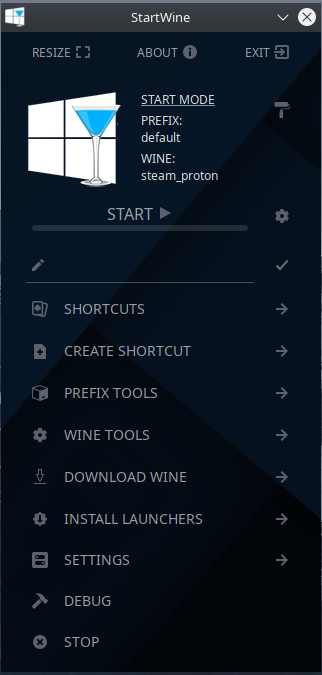 StartWine
RESIZE ABOUT EXIT
START MODE
PREFIX:
default
WINE:
steam_proton
START
SHORTCUTS
CREATE SHORTCUT
PREFIX TOOLS
WINE TOOLS
DOWNLOAD WINE
INSTALL LAUNCHERS
SETTINGS
DEBUG
STOP